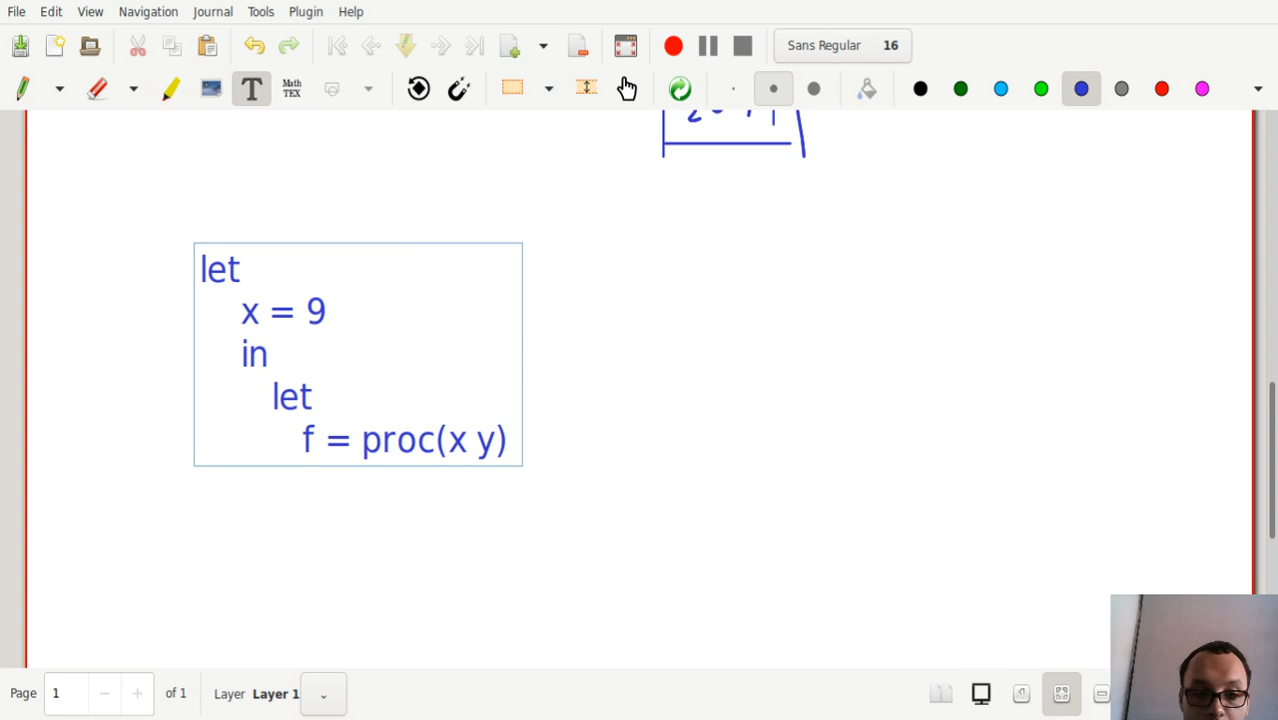 File Edit View Navigation Journal Tools Plugin Help
Sans Regular 16
Math
TEX
let
x = 9
in
let
f = proc(x y)
Page 1 of 1 Layer Layer 1